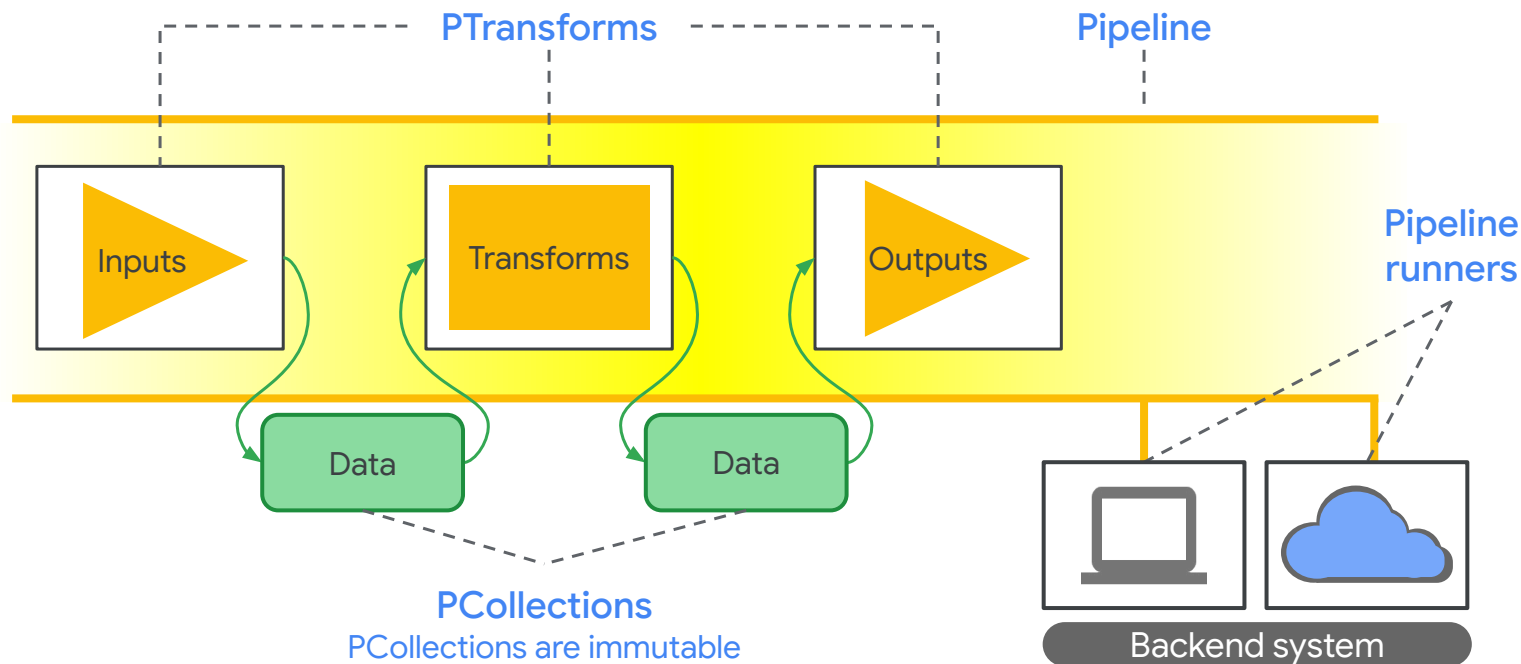 PTransforms
Pipeline
Inputs
Transforms
Outputs
Pipeline
runners
Data
Data
PCollections
PCollections are immutable
Backend system